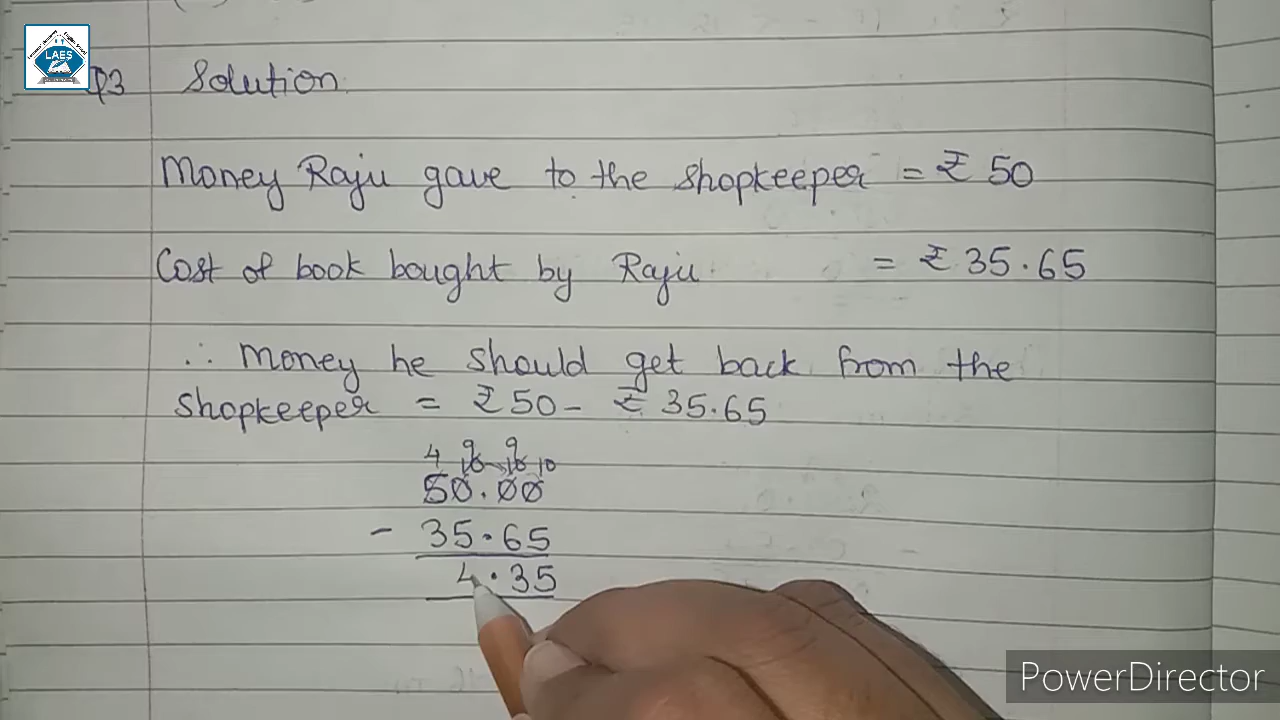 LAES
Q3 Solution
Money Raju gave to the shopkeeper = ₹ 50
Cost of book bought by Raju = ₹ 35.65
∴ Money he should get back from the
shopkeeper = ₹ 50 - ₹ 35.65
4 9 9
10 10 10
50.00
- 35.65
4.35
PowerDirector